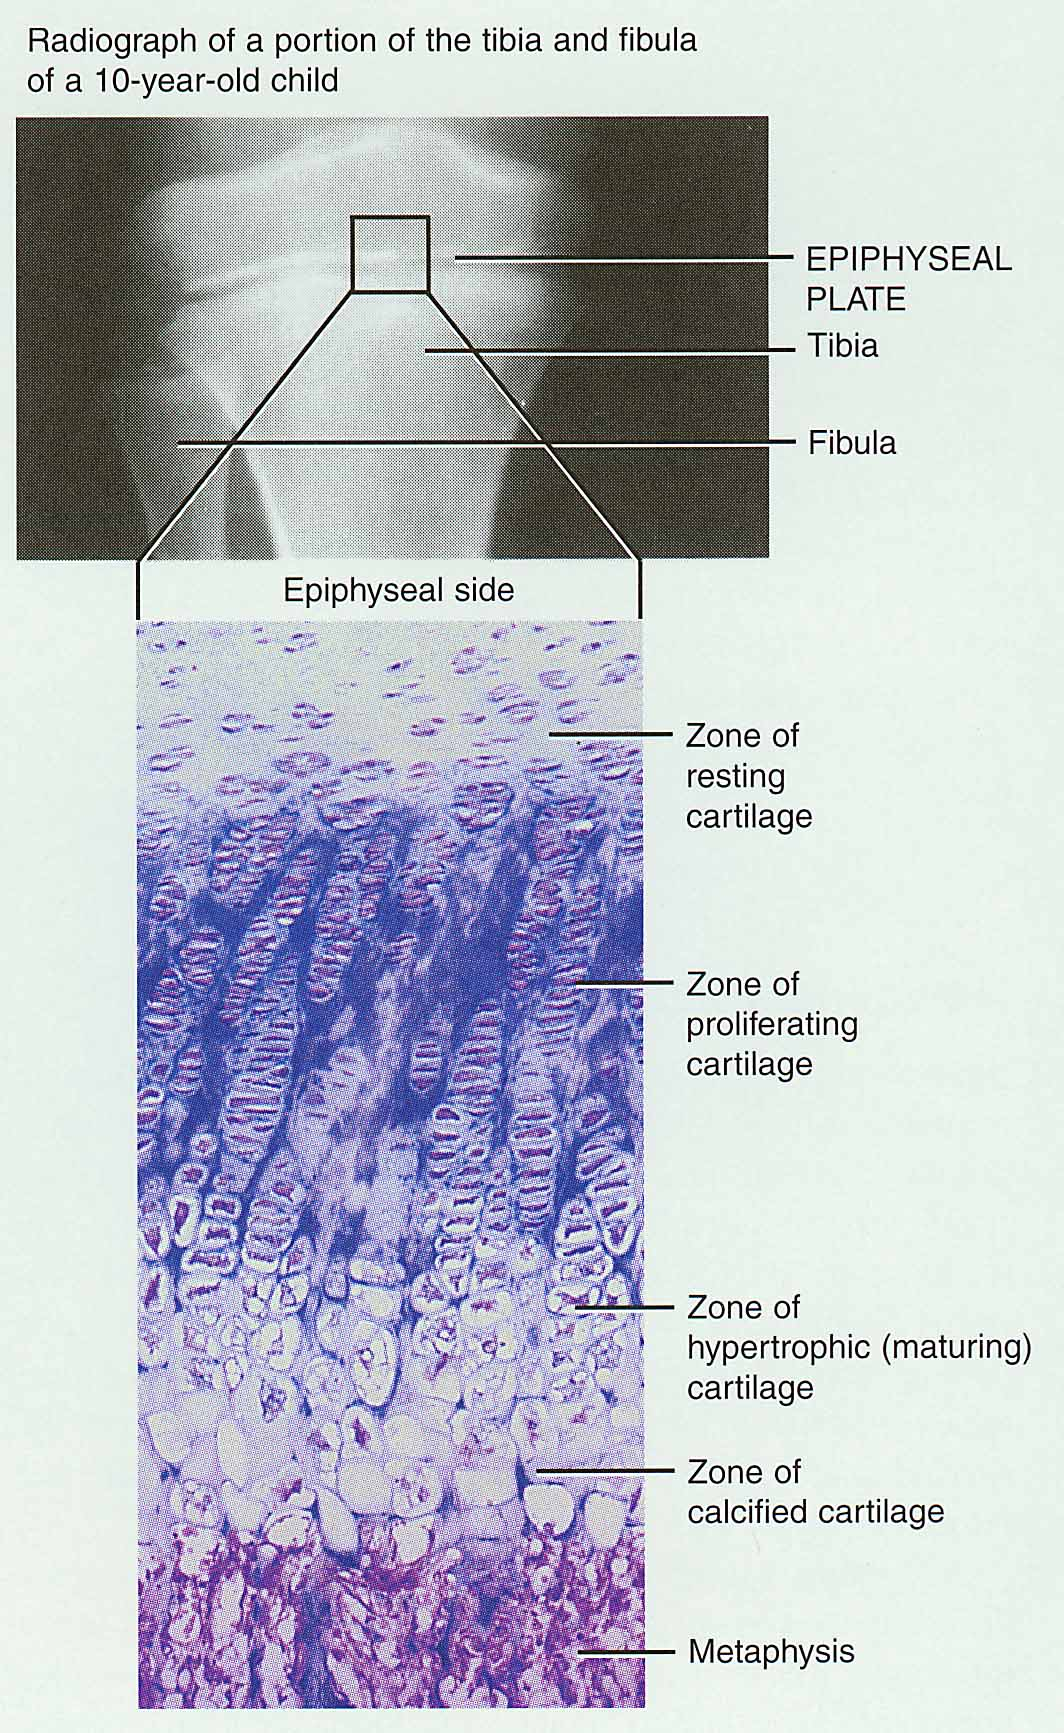 Radiograph of a portion of the tibia and fibula
of a 10-year-old child
EPIPHYSEAL
PLATE
Tibia
Fibula
Epiphyseal side
Zone of
resting
cartilage
Zone of
proliferating
cartilage
Zone of
hypertrophic (maturing)
cartilage
Zone of
calcified cartilage
Metaphysis